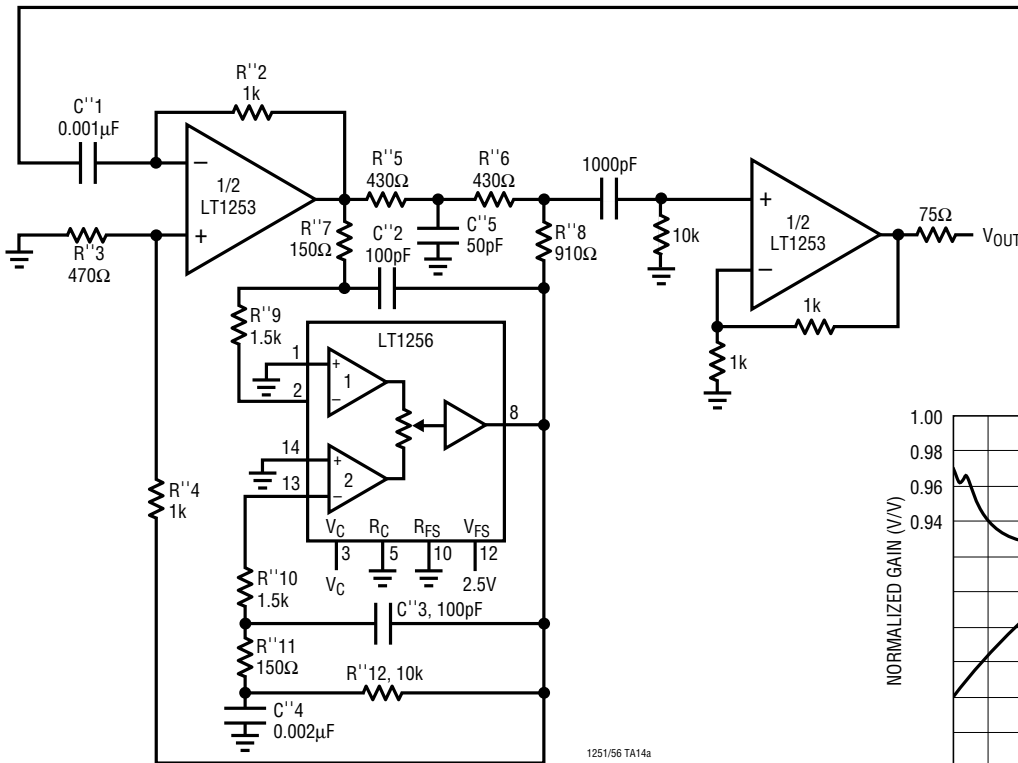 R''2
1k
C''1
0.001µF
−
+
1/2
LT1253
R''3
470Ω
R''5
430Ω
R''6
430Ω
R''7
150Ω
C''2
100pF
C''5
50pF
R''8
910Ω
1000pF
10k
+
−
1/2
LT1253
75Ω
VOUT
1k
1k
R''9
1.5k
LT1256
1
2
+
−
1
8
14
13
+
−
2
VC
RC
RFS
VFS
3
5
10
12
VC
2.5V
R''4
1k
R''10
1.5k
C''3, 100pF
R''11
150Ω
R''12, 10k
C''4
0.002µF
1251/56 TA14a
NORMALIZED GAIN (V/V)
1.00
0.98
0.96
0.94